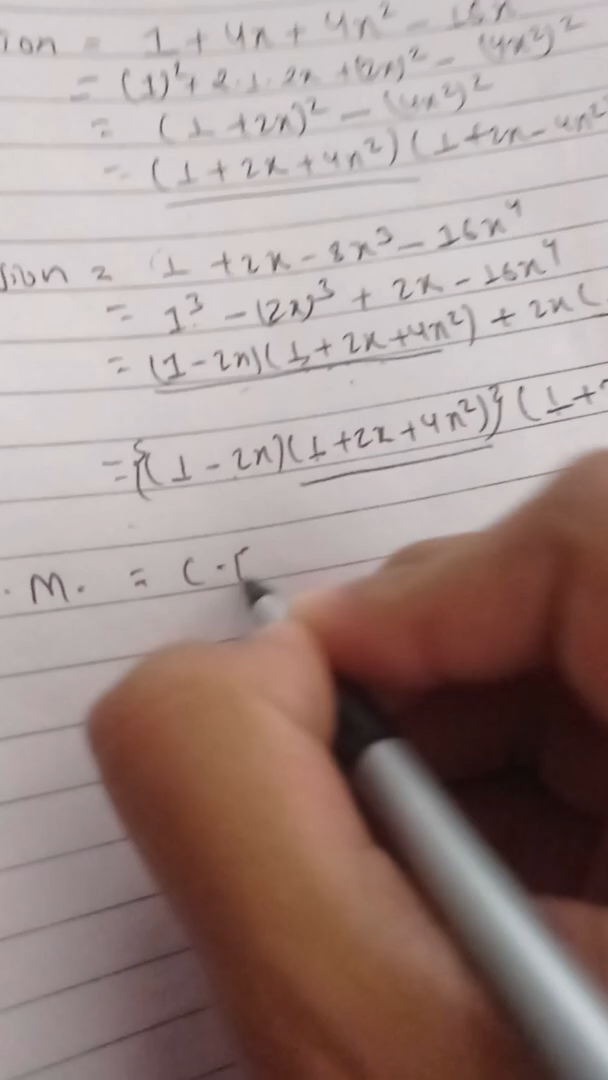 ion = 1 + 4x + 4x² - 16x
= (1)² + 2.1.2x + (2x)² - (4x²)²
= (1 + 2x)² - (4x²)²
= (1 + 2x + 4x²) (1 + 2x - 4x²
sion = 1 + 2x - 8x³ - 16x⁴
= 1³ - (2x)³ + 2x - 16x⁴
= (1 - 2x) (1 + 2x + 4x²) + 2x (
= {(1 - 2x) (1 + 2x + 4x²)} (1 +
. M. = C.